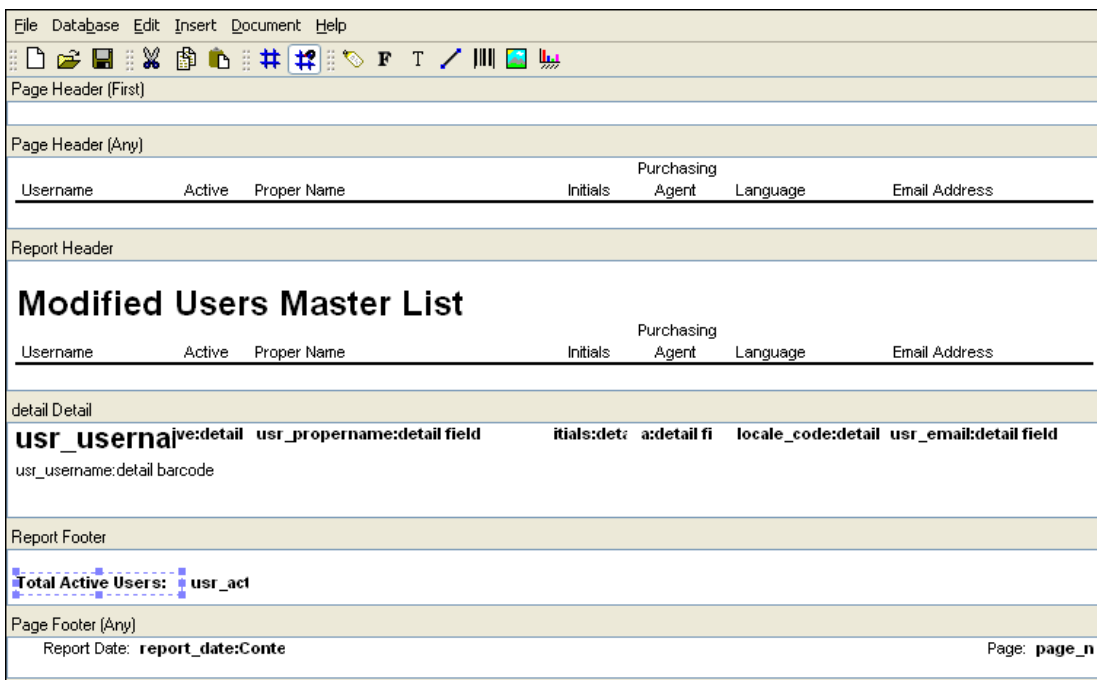 File Database Edit Insert Document Help
F T
Page Header (First)
Page Header (Any)
Purchasing
Username Active Proper Name Initials Agent Language Email Address
Report Header
Modified Users Master List
Purchasing
Username Active Proper Name Initials Agent Language Email Address
detail Detail
usr_userna ive:detail usr_propername:detail field itials:deta a:detail fi locale_code:detail usr_email:detail field
usr_username:detail barcode
Report Footer
Total Active Users: usr_act
Page Footer (Any)
Report Date: report_date:Conte Page: page_n